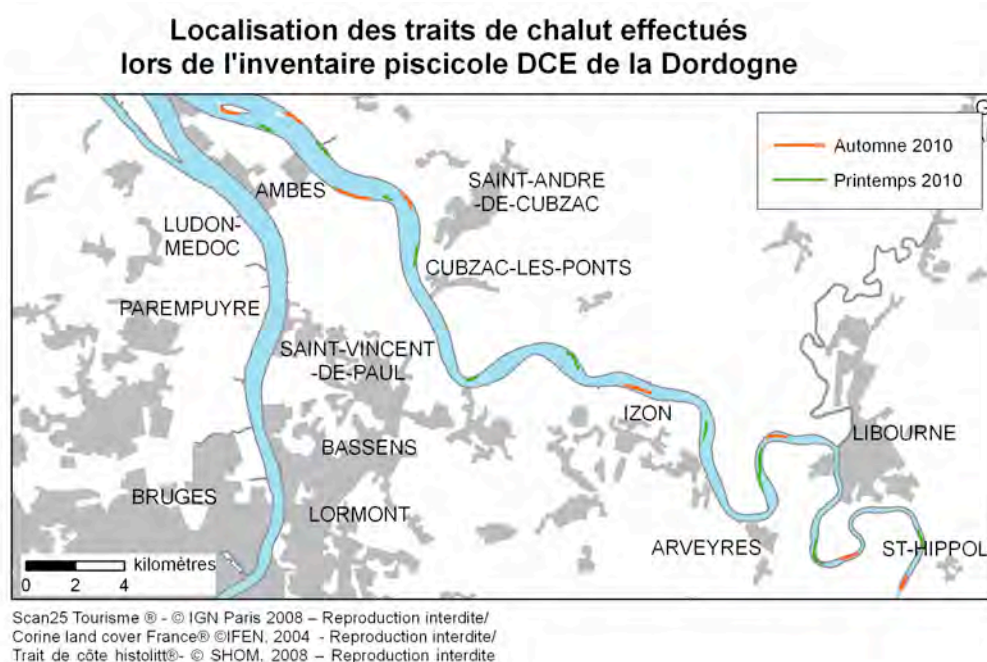 Localisation des traits de chalut effectués
lors de l'inventaire piscicole DCE de la Dordogne
G
Automne 2010
Printemps 2010
AMBES
SAINT-ANDRE
-DE-CUBZAC
LUDON-
MEDOC
CUBZAC-LES-PONTS
PAREMPUYRE
SAINT-VINCENT
-DE-PAUL
IZON
LIBOURNE
BASSENS
BRUGES
LORMONT
ARVEYRES
ST-HIPPOL
kilomètres
0 2 4
Scan25 Tourisme ® - © IGN Paris 2008 – Reproduction interdite/
Corine land cover France® ©IFEN, 2004 - Reproduction interdite/
Trait de côte histolitt®- © SHOM, 2008 – Reproduction interdite